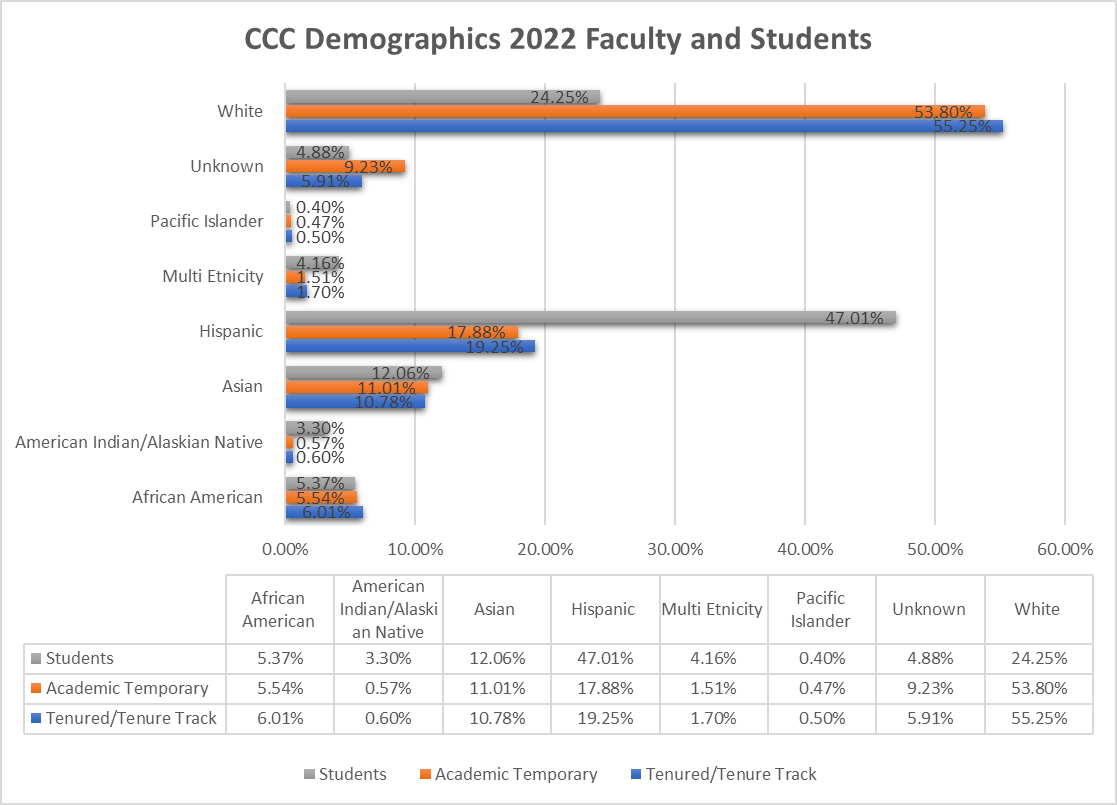 CCC Demographics 2022 Faculty and Students
White
24.25%
53.80%
55.25%
Unknown
4.88%
9.23%
5.91%
Pacific Islander
0.40%
0.47%
0.50%
Multi Etnicity
4.16%
1.51%
1.70%
Hispanic
47.01%
17.88%
19.25%
Asian
12.06%
11.01%
10.78%
American Indian/Alaskian Native
3.30%
0.57%
0.60%
African American
5.37%
5.54%
6.01%
0.00% 10.00% 20.00% 30.00% 40.00% 50.00% 60.00%
African American
American Indian/Alaski an Native
Asian
Hispanic
Multi Etnicity
Pacific Islander
Unknown
White
Students 5.37% 3.30% 12.06% 47.01% 4.16% 0.40% 4.88% 24.25%
Academic Temporary 5.54% 0.57% 11.01% 17.88% 1.51% 0.47% 9.23% 53.80%
Tenured/Tenure Track 6.01% 0.60% 10.78% 19.25% 1.70% 0.50% 5.91% 55.25%
Students Academic Temporary Tenured/Tenure Track